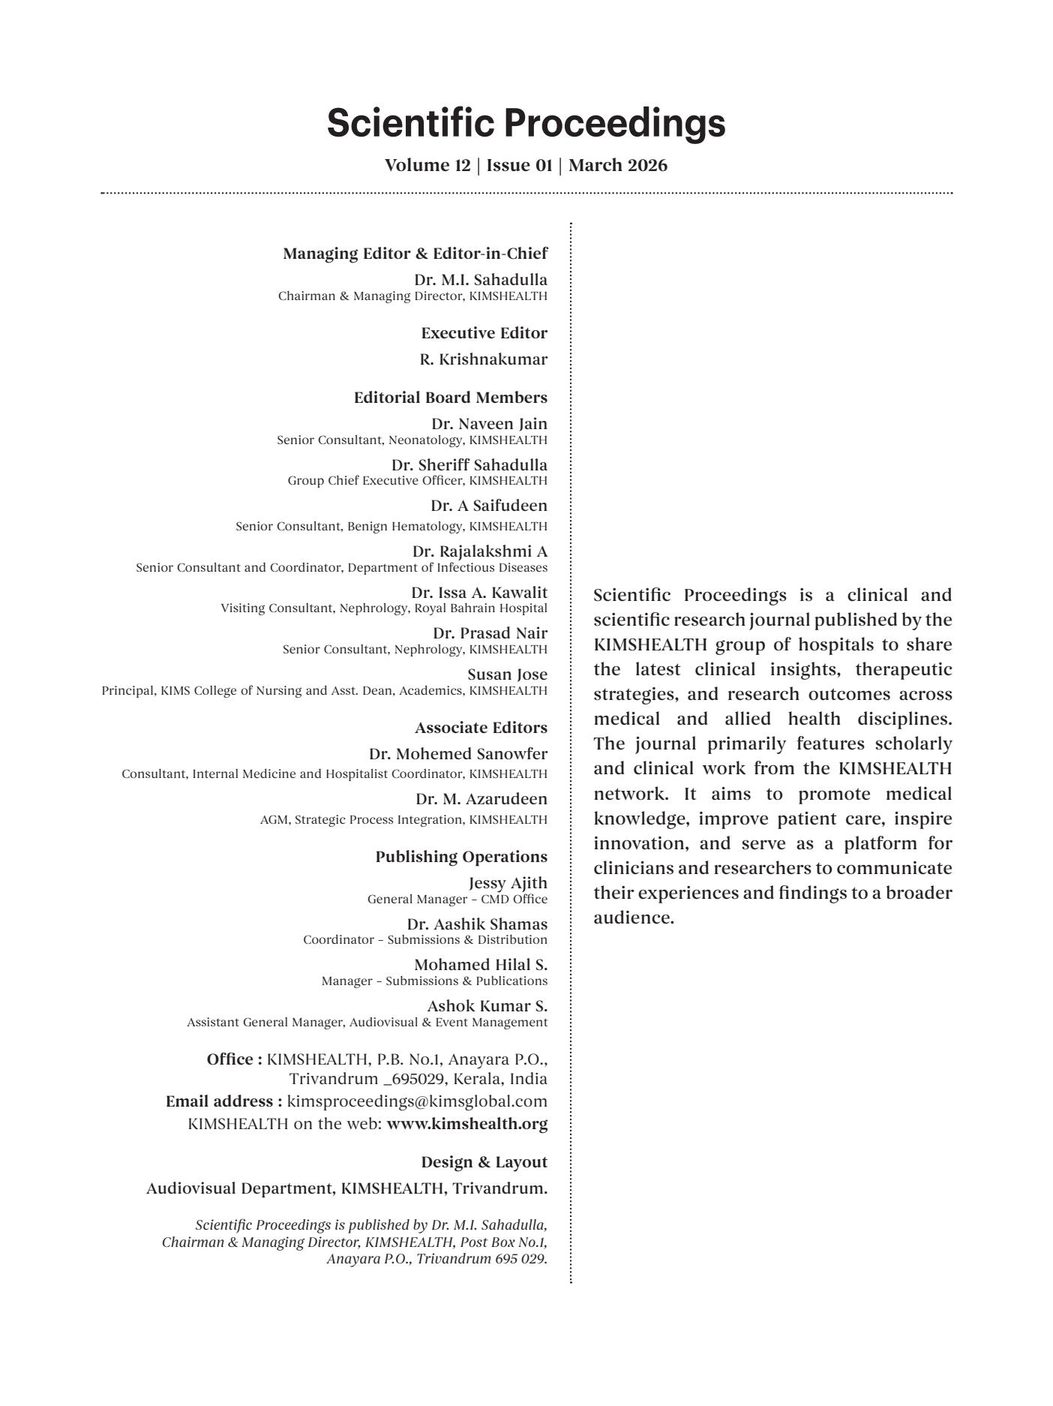 Scientific Proceedings
Volume 12 | Issue 01 | March 2026
Managing Editor & Editor-in-Chief
Dr. M.I. Sahadulla
Chairman & Managing Director, KIMSHEALTH
Executive Editor
R. Krishnakumar
Editorial Board Members
Dr. Naveen Jain
Senior Consultant, Neonatology, KIMSHEALTH
Dr. Sheriff Sahadulla
Group Chief Executive Officer, KIMSHEALTH
Dr. A Saifudeen
Senior Consultant, Benign Hematology, KIMSHEALTH
Dr. Rajalakshmi A
Senior Consultant and Coordinator, Department of Infectious Diseases
Dr. Issa A. Kawalit
Visiting Consultant, Nephrology, Royal Bahrain Hospital
Dr. Prasad Nair
Senior Consultant, Nephrology, KIMSHEALTH
Susan Jose
Principal, KIMS College of Nursing and Asst. Dean, Academics, KIMSHEALTH
Associate Editors
Dr. Mohemed Sanowfer
Consultant, Internal Medicine and Hospitalist Coordinator, KIMSHEALTH
Dr. M. Azarudeen
AGM, Strategic Process Integration, KIMSHEALTH
Publishing Operations
Jessy Ajith
General Manager – CMD Office
Dr. Aashik Shamas
Coordinator – Submissions & Distribution
Mohamed Hilal S.
Manager – Submissions & Publications
Ashok Kumar S.
Assistant General Manager, Audiovisual & Event Management
Office : KIMSHEALTH, P.B. No.1, Anayara P.O.,
Trivandrum _695029, Kerala, India
Email address : kimsproceedings@kimsglobal.com
KIMSHEALTH on the web: www.kimshealth.org
Design & Layout
Audiovisual Department, KIMSHEALTH, Trivandrum.
Scientific Proceedings is published by Dr. M.I. Sahadulla,
Chairman & Managing Director, KIMSHEALTH, Post Box No.1,
Anayara P.O., Trivandrum 695 029.
Scientific Proceedings is a clinical and
scientific research journal published by the
KIMSHEALTH group of hospitals to share
the latest clinical insights, therapeutic
strategies, and research outcomes across
medical and allied health disciplines.
The journal primarily features scholarly
and clinical work from the KIMSHEALTH
network. It aims to promote medical
knowledge, improve patient care, inspire
innovation, and serve as a platform for
clinicians and researchers to communicate
their experiences and findings to a broader
audience.